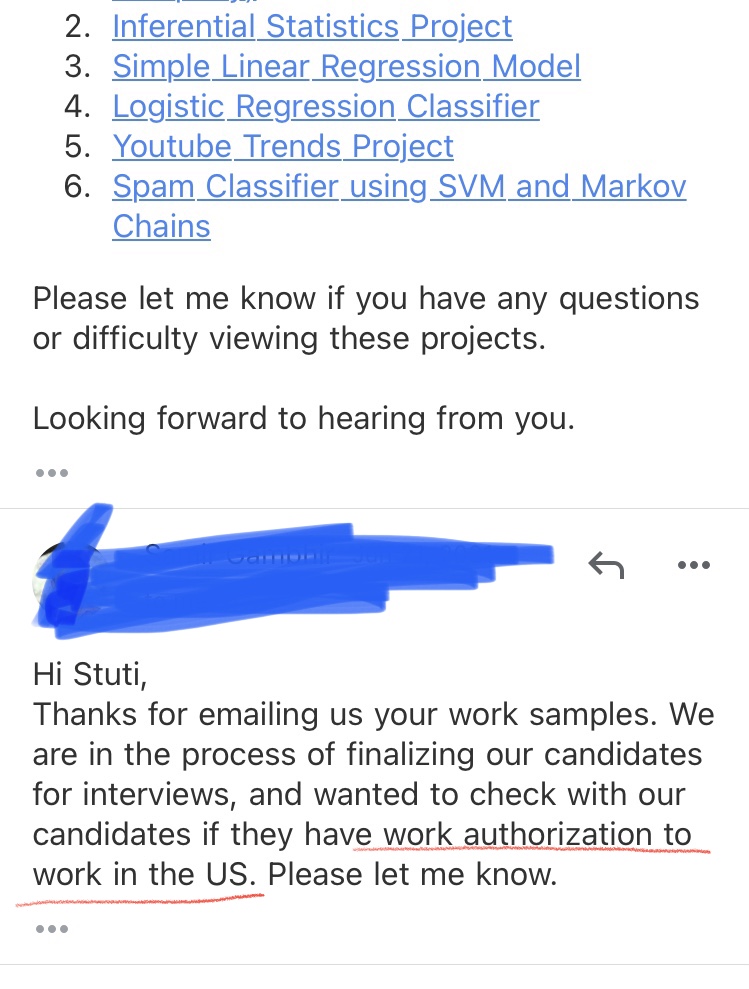 2. Inferential Statistics Project
3. Simple Linear Regression Model
4. Logistic Regression Classifier
5. Youtube Trends Project
6. Spam Classifier using SVM and Markov
Chains
Please let me know if you have any questions
or difficulty viewing these projects.
Looking forward to hearing from you.
Hi Stuti,
Thanks for emailing us your work samples. We
are in the process of finalizing our candidates
for interviews, and wanted to check with our
candidates if they have work authorization to
work in the US. Please let me know.